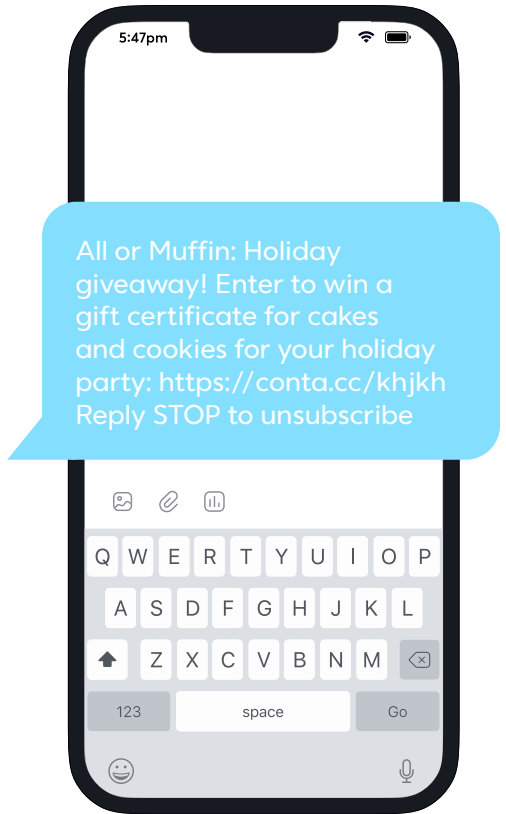 5:47pm
All or Muffin: Holiday
giveaway! Enter to win a
gift certificate for cakes
and cookies for your holiday
party: https://conta.cc/khjkh
Reply STOP to unsubscribe
Q W E R T Y U I O P
A S D F G H J K L
Z X C V B N M
123 space Go